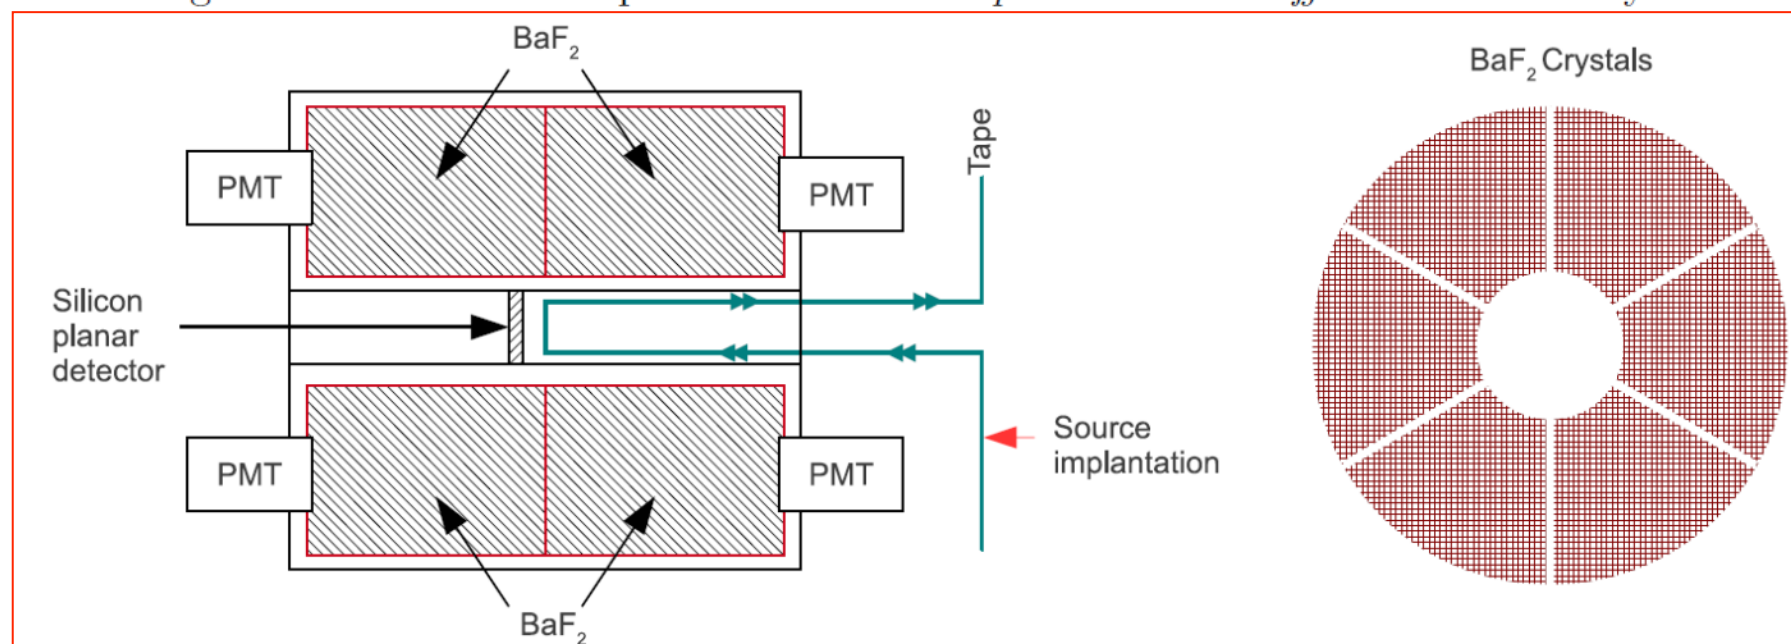 BaF₂
BaF₂ Crystals
Tape
PMT
PMT
Silicon
planar
detector
Source
implantation
PMT
PMT
BaF₂